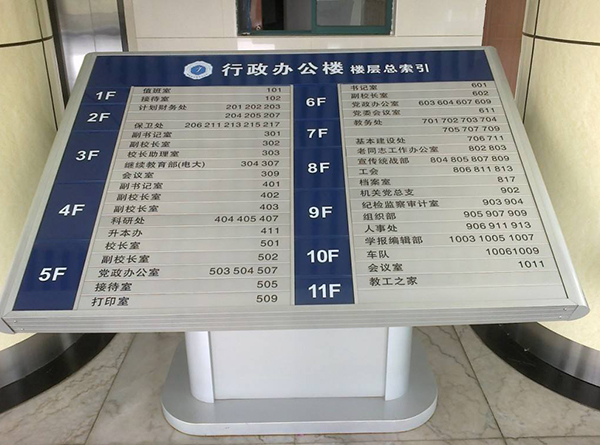 行政办公楼 楼层总索引
1F
值班室 101
接待室 102
2F
计划财务处 201 202 203
204 205 207
保卫处 206 211 213 215 217
3F
副书记室 301
副校长室 302
校长助理室 303
继续教育部(电大) 304 307
会议室 309
4F
副书记室 401
副校长室 402
副校长室 403
科研处 404 405 407
升本办 411
5F
校长室 501
副校长室 502
党政办公室 503 504 507
接待室 505
打印室 509
6F
书记室 601
副校长室 602
党政办公室 603 604 607 609
党委会议室 611
7F
教务处 701 702 703 704
705 707 709
基本建设处 706 711
8F
老同志工作办公室 802 803
宣传统战部 804 805 807 809
工会 806 811 813
档案室 817
9F
机关党总支 902
纪检监察审计室 903 904
组织部 905 907 909
人事处 906 911 913
10F
学报编辑部 1003 1005 1007
车队 10061009
会议室 1011
11F
教工之家